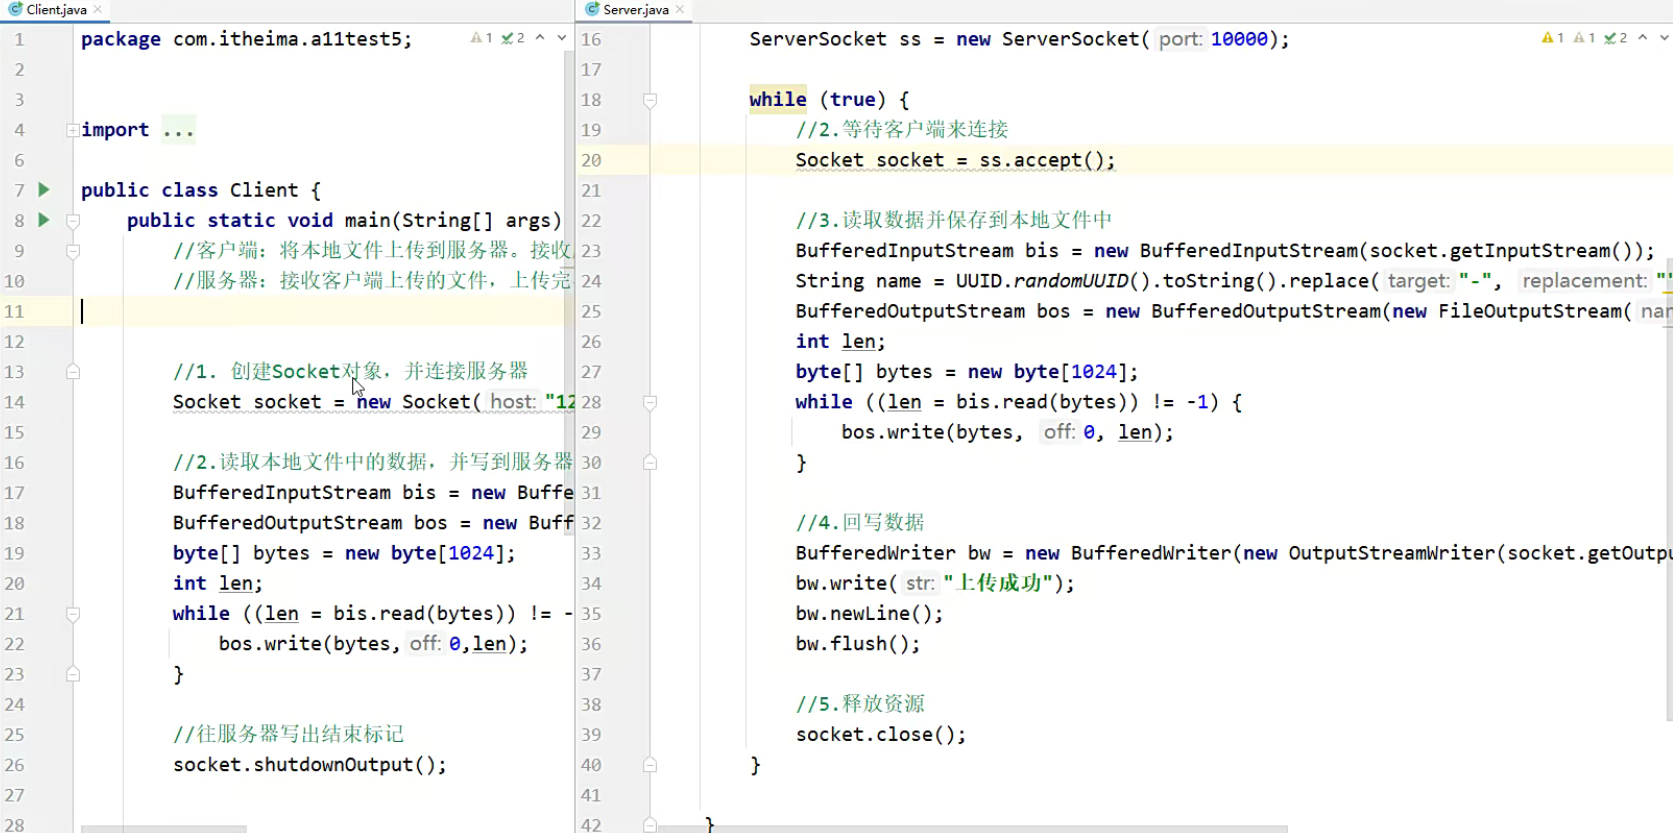 Client.java
1 package com.itheima.a11test5;
1 2
2
3
4 import ...
6
7 public class Client {
8 public static void main(String[] args)
9 //客户端：将本地文件上传到服务器。接收
10 //服务器：接收客户端上传的文件，上传完
11
12
13 //1. 创建Socket对象，并连接服务器
14 Socket socket = new Socket( host: "12
15
16 //2.读取本地文件中的数据，并写到服务器
17 BufferedInputStream bis = new Buffe
18 BufferedOutputStream bos = new Buff
19 byte[] bytes = new byte[1024];
20 int len;
21 while ((len = bis.read(bytes)) != -
22 bos.write(bytes, off: 0,len);
23 }
24
25 //往服务器写出结束标记
26 socket.shutdownOutput();
27
28
Server.java
16 ServerSocket ss = new ServerSocket( port: 10000);
1 1 2
17
18 while (true) {
19 //2.等待客户端来连接
20 Socket socket = ss.accept();
21
22 //3.读取数据并保存到本地文件中
23 BufferedInputStream bis = new BufferedInputStream(socket.getInputStream());
24 String name = UUID.randomUUID().toString().replace( target: "-", replacement: ""
25 BufferedOutputStream bos = new BufferedOutputStream(new FileOutputStream( nam
26 int len;
27 byte[] bytes = new byte[1024];
28 while ((len = bis.read(bytes)) != -1) {
29 bos.write(bytes, off: 0, len);
30 }
31
32 //4.回写数据
33 BufferedWriter bw = new BufferedWriter(new OutputStreamWriter(socket.getOutpu
34 bw.write( str: "上传成功");
35 bw.newLine();
36 bw.flush();
37
38 //5.释放资源
39 socket.close();
40 }
41
42 }